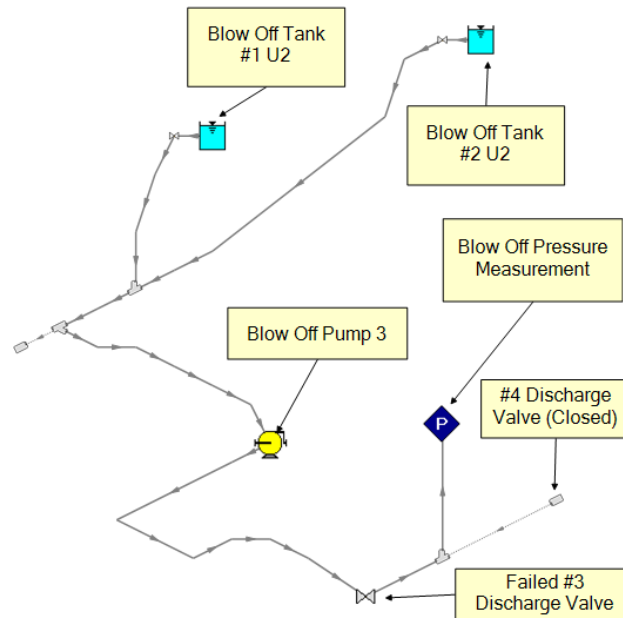 Blow Off Tank
#1 U2
Blow Off Tank
#2 U2
Blow Off Pressure
Measurement
Blow Off Pump 3
#4 Discharge
Valve (Closed)
P
Failed #3
Discharge Valve